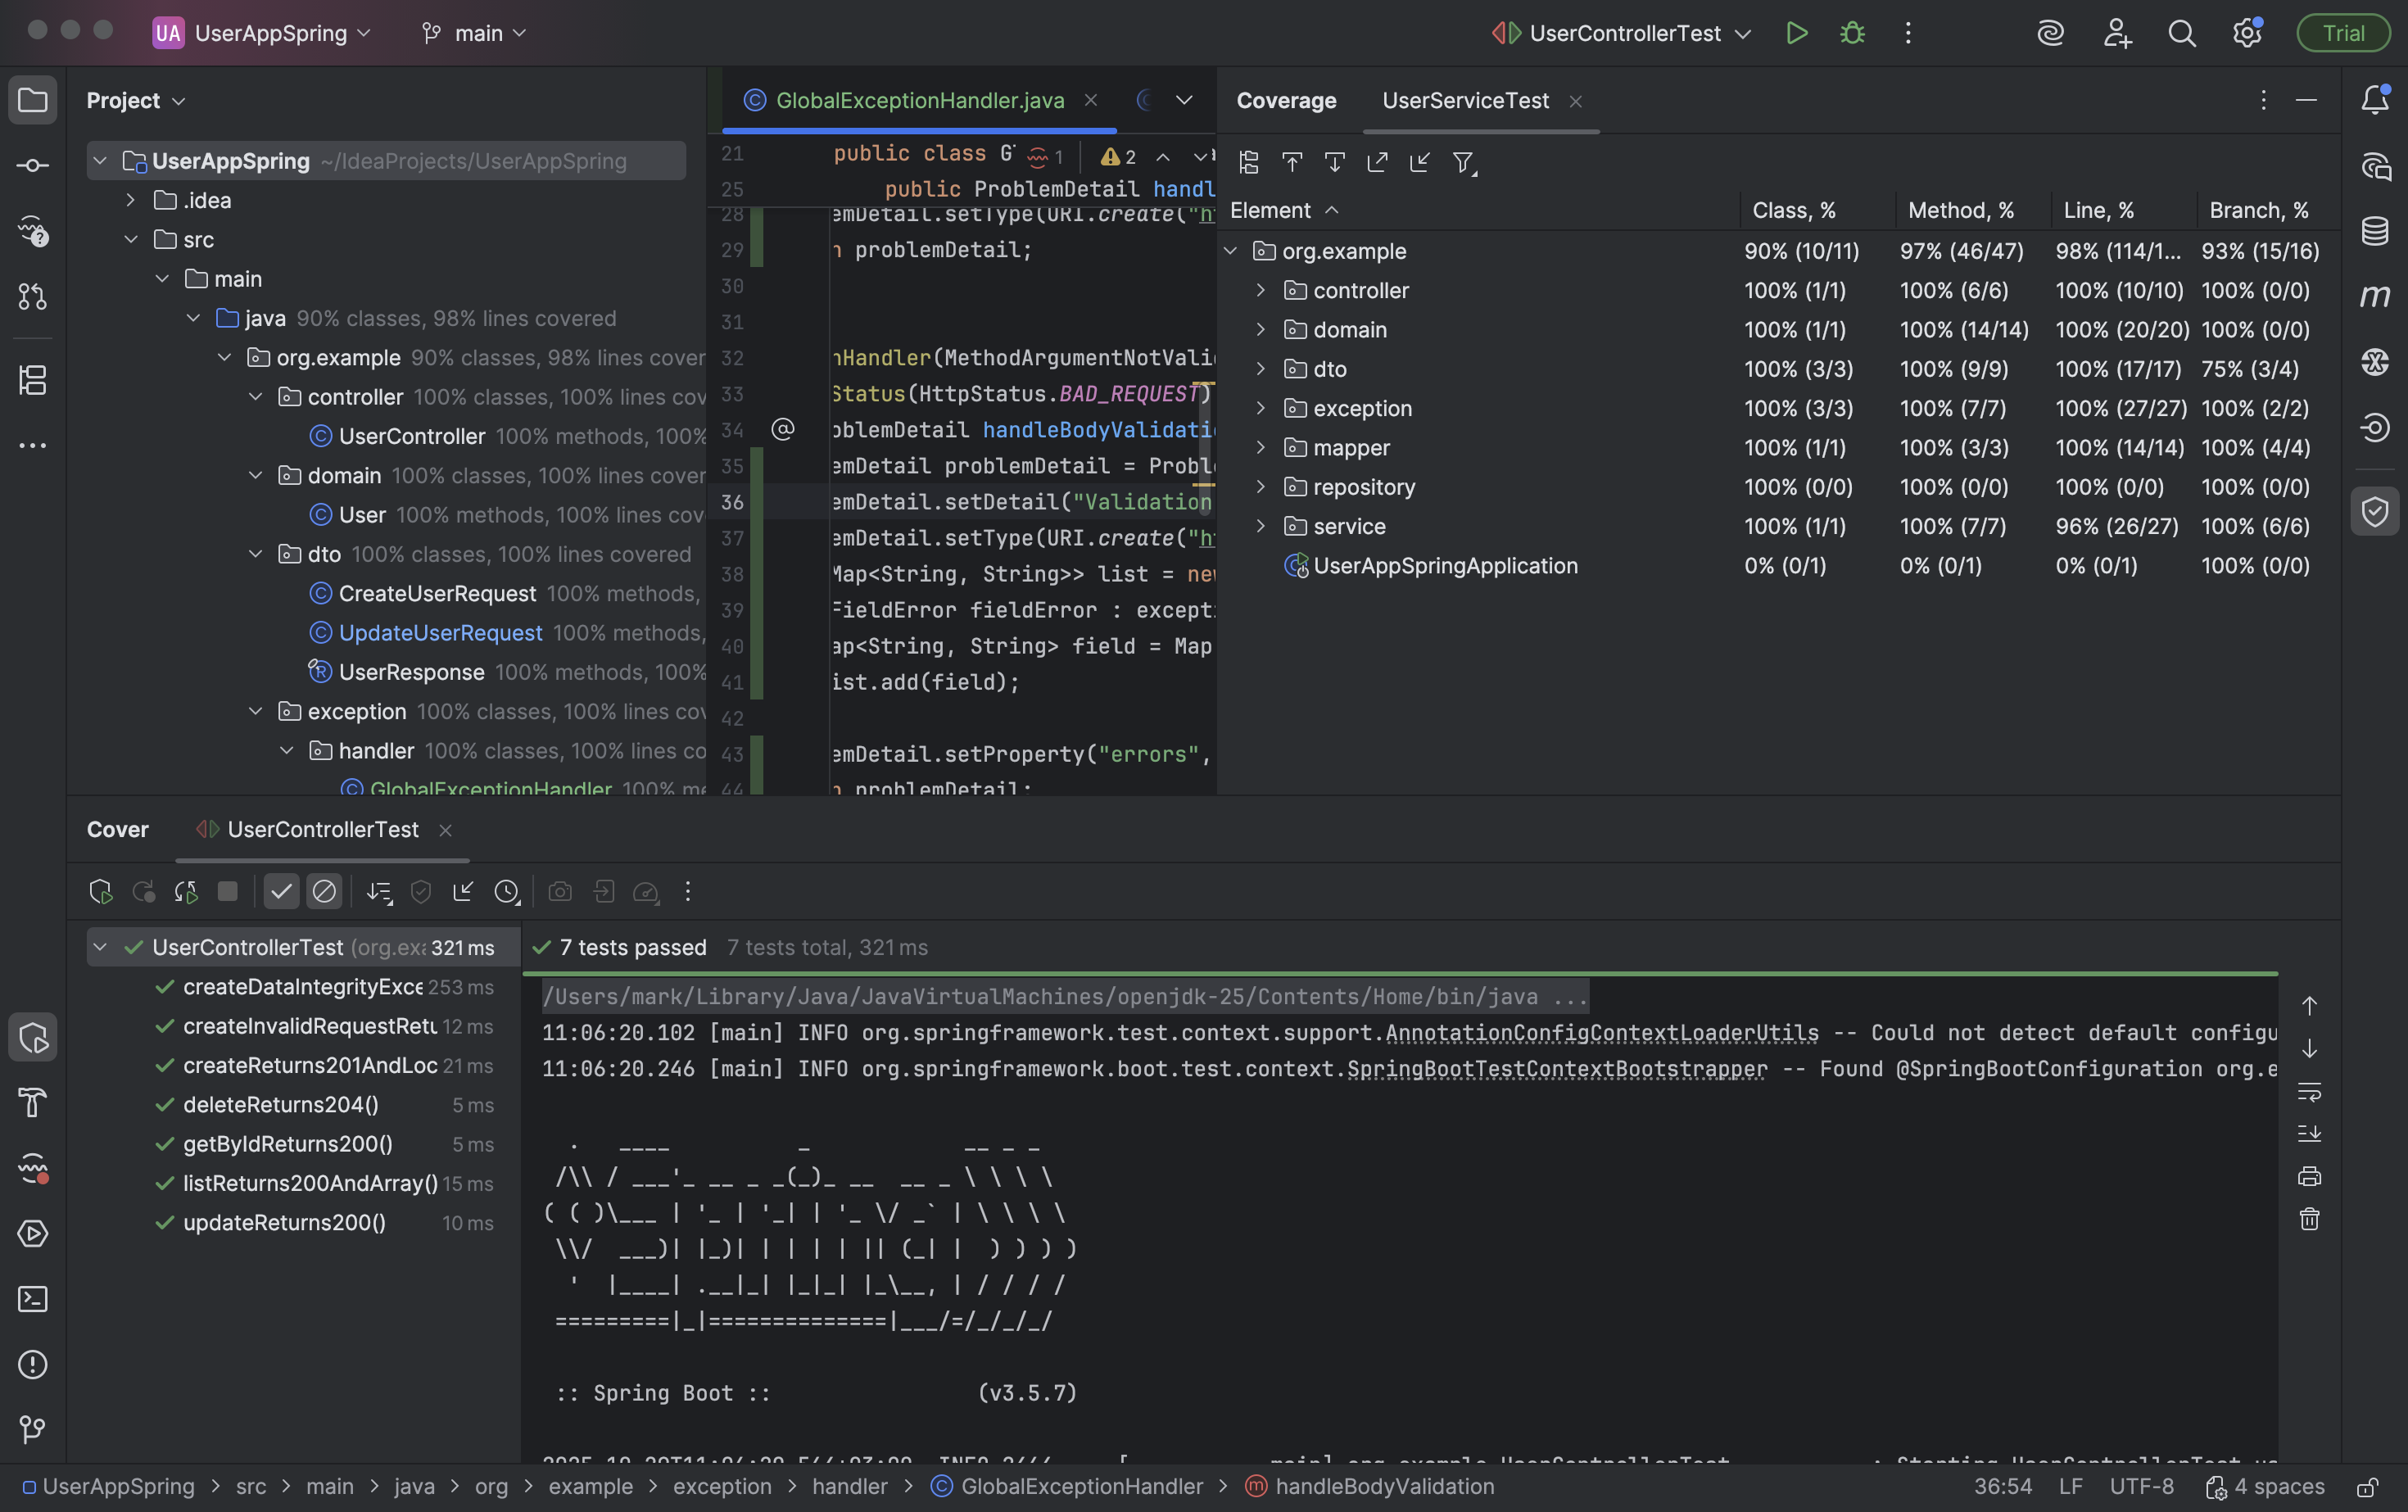 UA UserAppSpring main UserControllerTest Trial
Project
UserAppSpring ~/IdeaProjects/UserAppSpring
.idea
src
main
java 90% classes, 98% lines covered
org.example 90% classes, 98% lines cover
controller 100% classes, 100% lines cov
UserController 100% methods, 100%
domain 100% classes, 100% lines cover
User 100% methods, 100% lines cov
dto 100% classes, 100% lines covered
CreateUserRequest 100% methods,
UpdateUserRequest 100% methods,
UserResponse 100% methods, 100%
exception 100% classes, 100% lines cov
handler 100% classes, 100% lines co
GlobalExceptionHandler 100% me
GlobalExceptionHandler.java
21 public class G 1 2
25 public ProblemDetail handl
28 emDetail.setType(URI.create("h
29 n problemDetail;
30
31
32 nHandler(MethodArgumentNotVali
33 Status(HttpStatus.BAD_REQUEST)
34 oblemDetail handleBodyValidati
35 emDetail problemDetail = Probl
36 emDetail.setDetail("Validation
37 emDetail.setType(URI.create("h
38 Map<String, String>> list = new
39 FieldError fieldError : except
40 ap<String, String> field = Map
41 ist.add(field);
42
43 emDetail.setProperty("errors",
44 n problemDetail;
Coverage UserServiceTest
Element Class, % Method, % Line, % Branch, %
org.example 90% (10/11) 97% (46/47) 98% (114/1... 93% (15/16)
controller 100% (1/1) 100% (6/6) 100% (10/10) 100% (0/0)
domain 100% (1/1) 100% (14/14) 100% (20/20) 100% (0/0)
dto 100% (3/3) 100% (9/9) 100% (17/17) 75% (3/4)
exception 100% (3/3) 100% (7/7) 100% (27/27) 100% (2/2)
mapper 100% (1/1) 100% (3/3) 100% (14/14) 100% (4/4)
repository 100% (0/0) 100% (0/0) 100% (0/0) 100% (0/0)
service 100% (1/1) 100% (7/7) 96% (26/27) 100% (6/6)
UserAppSpringApplication 0% (0/1) 0% (0/1) 0% (0/1) 100% (0/0)
Cover UserControllerTest
UserControllerTest (org.exa 321 ms
createDataIntegrityExce 253 ms
createInvalidRequestRetu 12 ms
createReturns201AndLoc 21 ms
deleteReturns204() 5 ms
getByIdReturns200() 5 ms
listReturns200AndArray() 15 ms
updateReturns200() 10 ms
7 tests passed 7 tests total, 321 ms
/Users/mark/Library/Java/JavaVirtualMachines/openjdk-25/Contents/Home/bin/java ...
11:06:20.102 [main] INFO org.springframework.test.context.support.AnnotationConfigContextLoaderUtils -- Could not detect default configu
11:06:20.246 [main] INFO org.springframework.boot.test.context.SpringBootTestContextBootstrapper -- Found @SpringBootConfiguration org.e
:: Spring Boot :: (v3.5.7)
UserAppSpring > src > main > java > org > example > exception > handler > GlobalExceptionHandler > handleBodyValidation
36:54 LF UTF-8 4 spaces